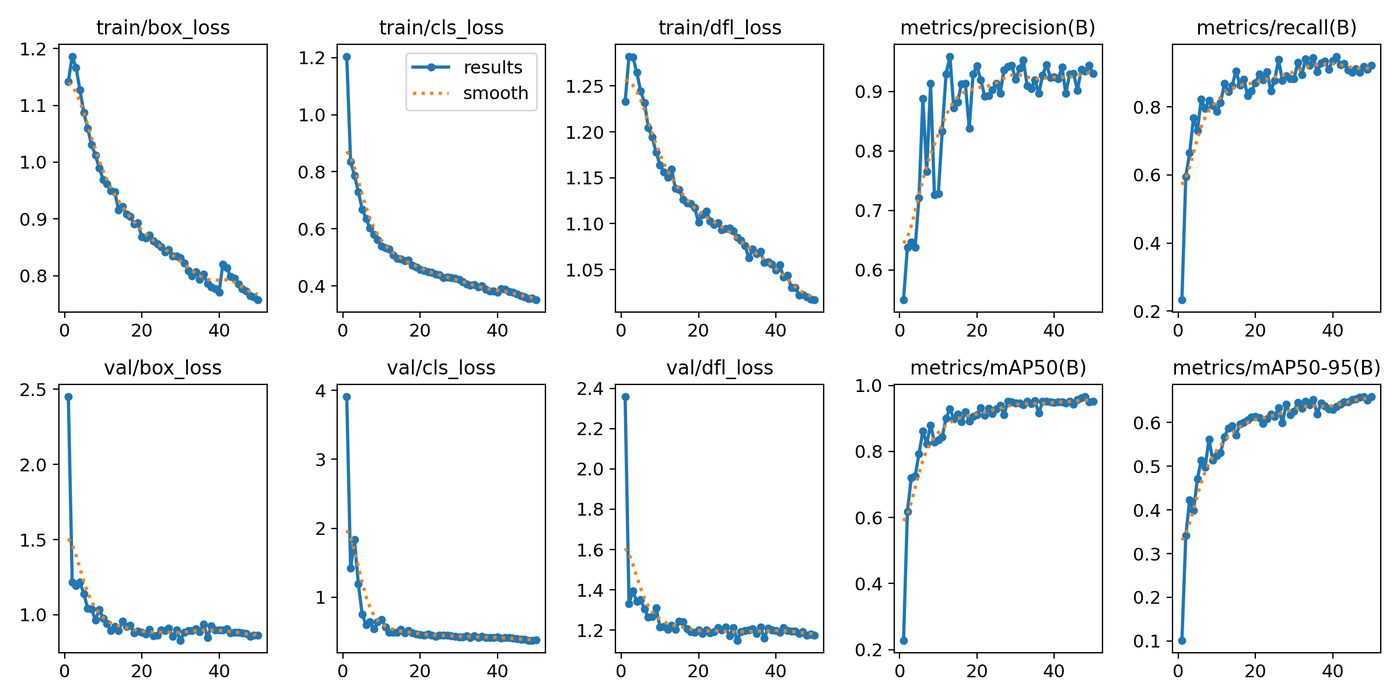 train/box_loss
train/cls_loss
train/dfl_loss
metrics/precision(B)
metrics/recall(B)
1.2
1.1
1.0
0.9
0.8
0 20 40
1.2
1.0
0.8
0.6
0.4
0 20 40
results
smooth
1.25
1.20
1.15
1.10
1.05
0 20 40
0.9
0.8
0.7
0.6
0 20 40
0.8
0.6
0.4
0.2
0 20 40
val/box_loss
val/cls_loss
val/dfl_loss
metrics/mAP50(B)
metrics/mAP50-95(B)
2.5
2.0
1.5
1.0
0 20 40
4
3
2
1
0 20 40
2.4
2.2
2.0
1.8
1.6
1.4
1.2
0 20 40
1.0
0.8
0.6
0.4
0.2
0 20 40
0.6
0.5
0.4
0.3
0.2
0.1
0 20 40